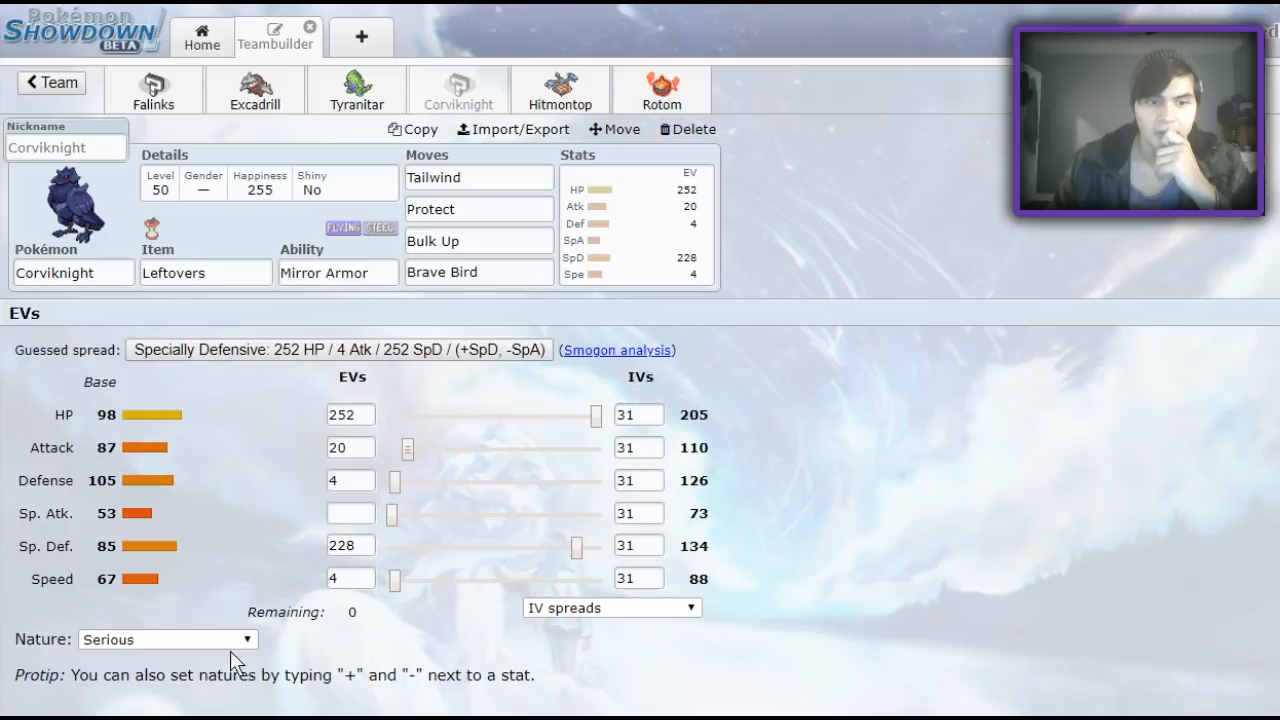 Pokémon
SHOWDOWN
BETA
Home
Teambuilder
Team
Falinks
Excadrill
Tyranitar
Corviknight
Hitmontop
Rotom
Copy Import/Export Move Delete
Nickname
Corviknight
Details
Level Gender Happiness Shiny
50 — 255 No
FLYING STEEL
Pokémon
Corviknight
Item
Leftovers
Ability
Mirror Armor
Moves
Tailwind
Protect
Bulk Up
Brave Bird
Stats
EV
HP 252
Atk 20
Def 4
SpA
SpD 228
Spe 4
EVs
Guessed spread: Specially Defensive: 252 HP / 4 Atk / 252 SpD / (+SpD, -SpA) (Smogon analysis)
Base EVs IVs
HP 98 252 31 205
Attack 87 20 31 110
Defense 105 4 31 126
Sp. Atk. 53 31 73
Sp. Def. 85 228 31 134
Speed 67 4 31 88
Remaining: 0 IV spreads
Nature: Serious
Protip: You can also set natures by typing "+" and "-" next to a stat.